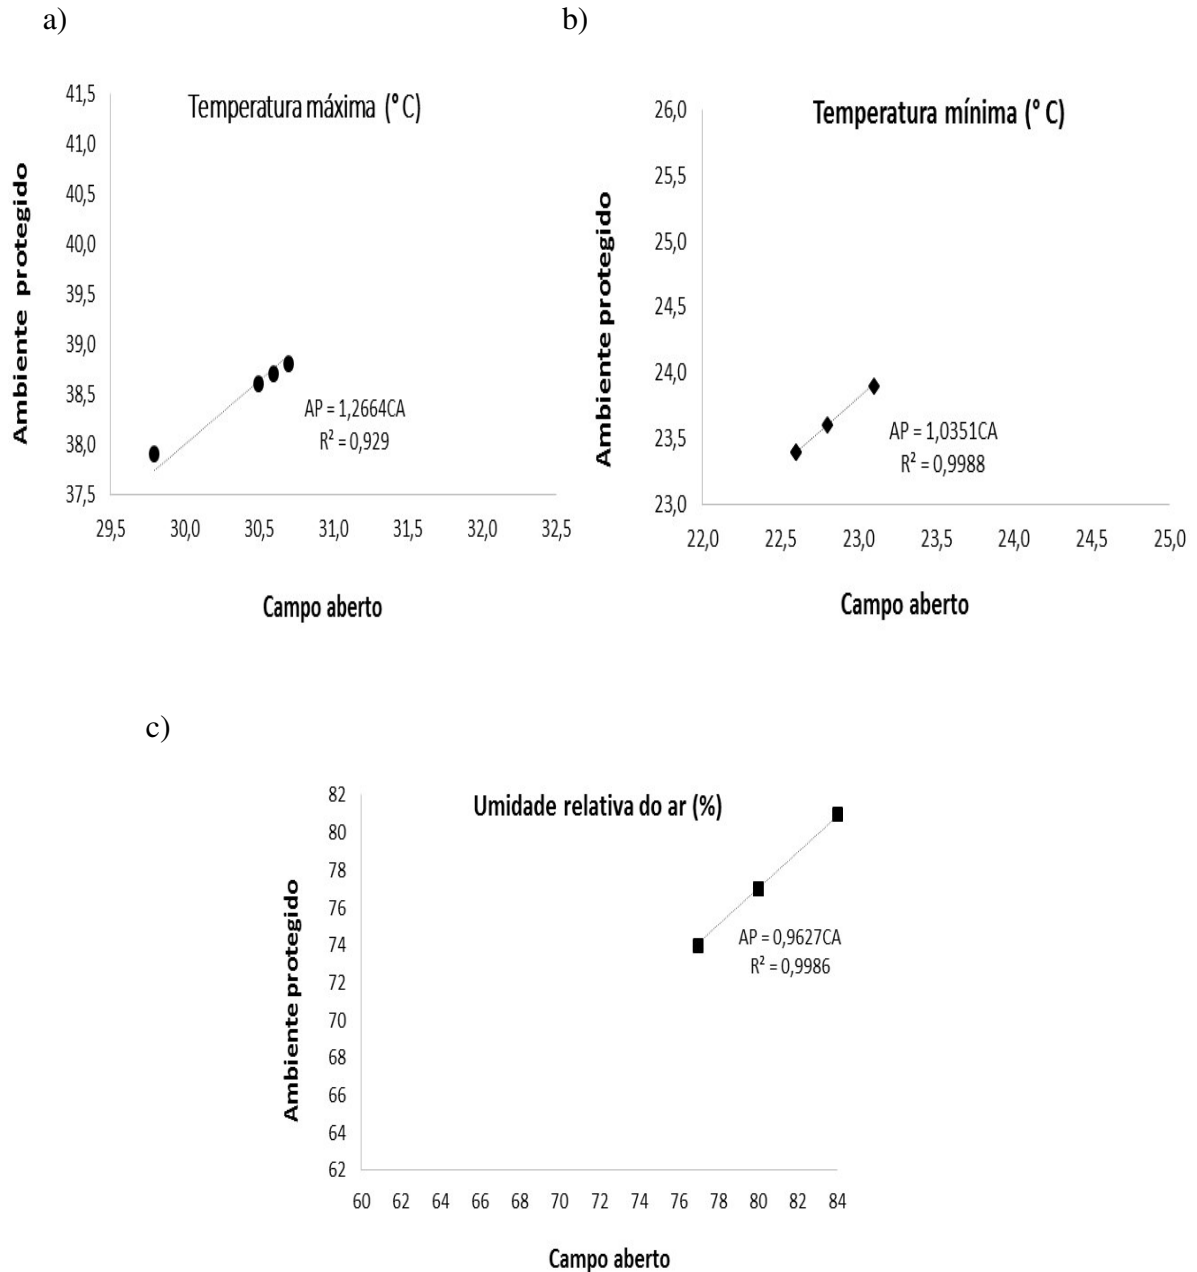 a)
b)
Temperatura máxima (° C)
41,5
41,0
40,5
40,0
39,5
39,0
38,5
38,0
37,5
Ambiente protegido
AP = 1,2664CA
R² = 0,929
29,5 30,0 30,5 31,0 31,5 32,0 32,5
Campo aberto
Temperatura mínima (° C)
26,0
25,5
25,0
24,5
24,0
23,5
23,0
Ambiente protegido
AP = 1,0351CA
R² = 0,9988
22,0 22,5 23,0 23,5 24,0 24,5 25,0
Campo aberto
c)
Umidade relativa do ar (%)
82
80
78
76
74
72
70
68
66
64
62
Ambiente protegido
AP = 0,9627CA
R² = 0,9986
60 62 64 66 68 70 72 74 76 78 80 82 84
Campo aberto